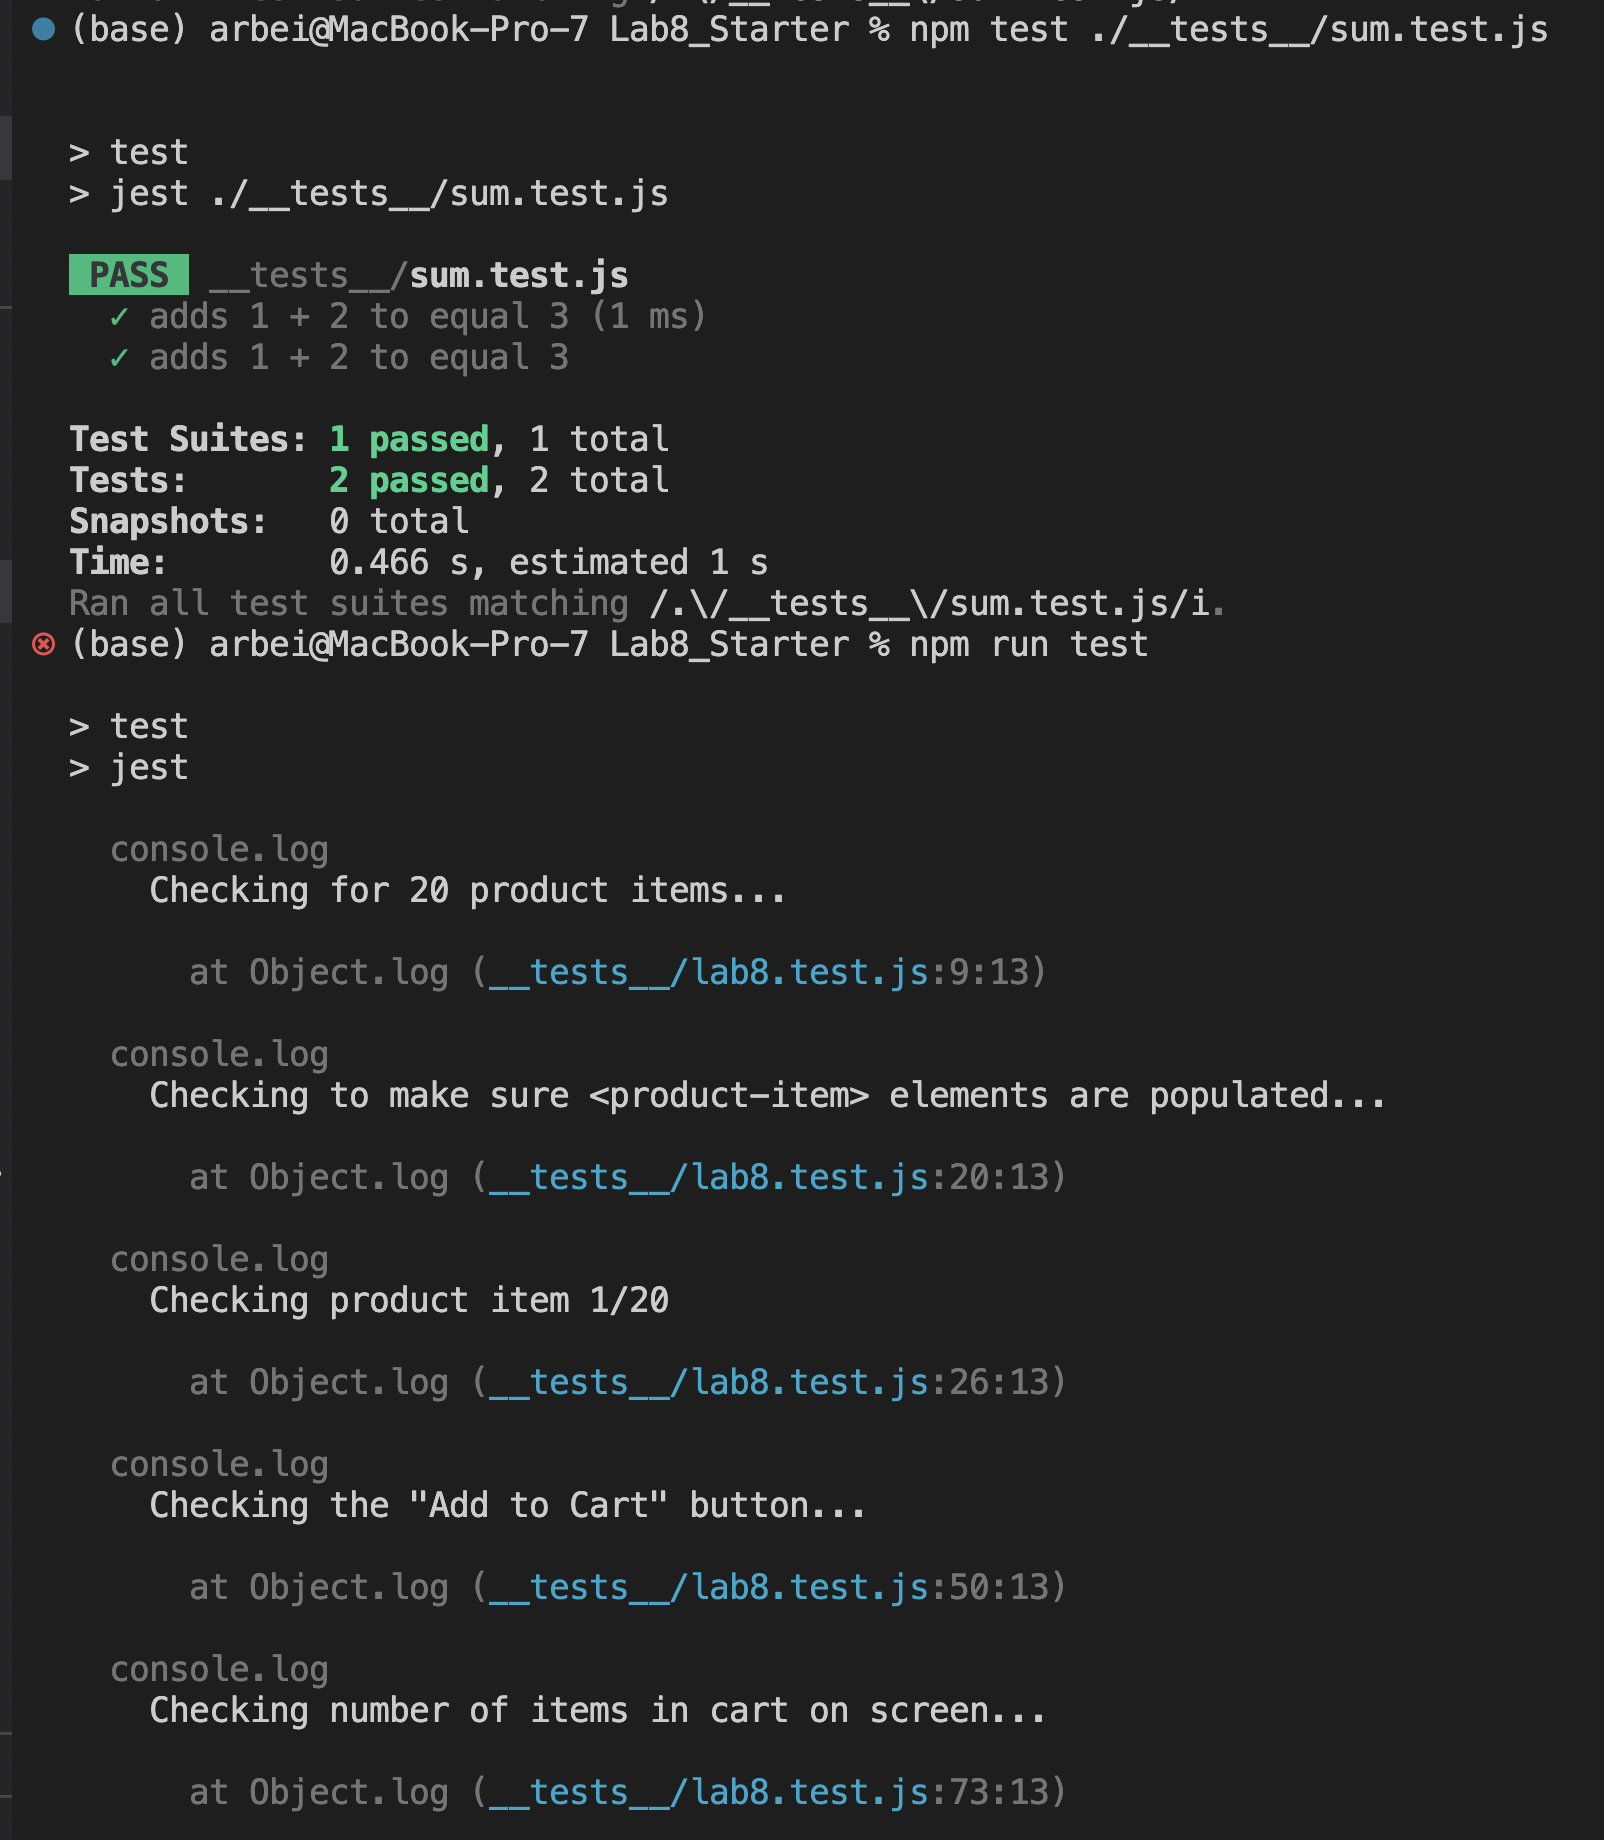 (base) arbei@MacBook-Pro-7 Lab8_Starter % npm test ./__tests__/sum.test.js
> test
> jest ./__tests__/sum.test.js
PASS __tests__/sum.test.js
✓ adds 1 + 2 to equal 3 (1 ms)
✓ adds 1 + 2 to equal 3
Test Suites: 1 passed, 1 total
Tests: 2 passed, 2 total
Snapshots: 0 total
Time: 0.466 s, estimated 1 s
Ran all test suites matching /.\/__tests__\/sum.test.js/i.
(base) arbei@MacBook-Pro-7 Lab8_Starter % npm run test
> test
> jest
console.log
Checking for 20 product items...
at Object.log (__tests__/lab8.test.js:9:13)
console.log
Checking to make sure <product-item> elements are populated...
at Object.log (__tests__/lab8.test.js:20:13)
console.log
Checking product item 1/20
at Object.log (__tests__/lab8.test.js:26:13)
console.log
Checking the "Add to Cart" button...
at Object.log (__tests__/lab8.test.js:50:13)
console.log
Checking number of items in cart on screen...
at Object.log (__tests__/lab8.test.js:73:13)